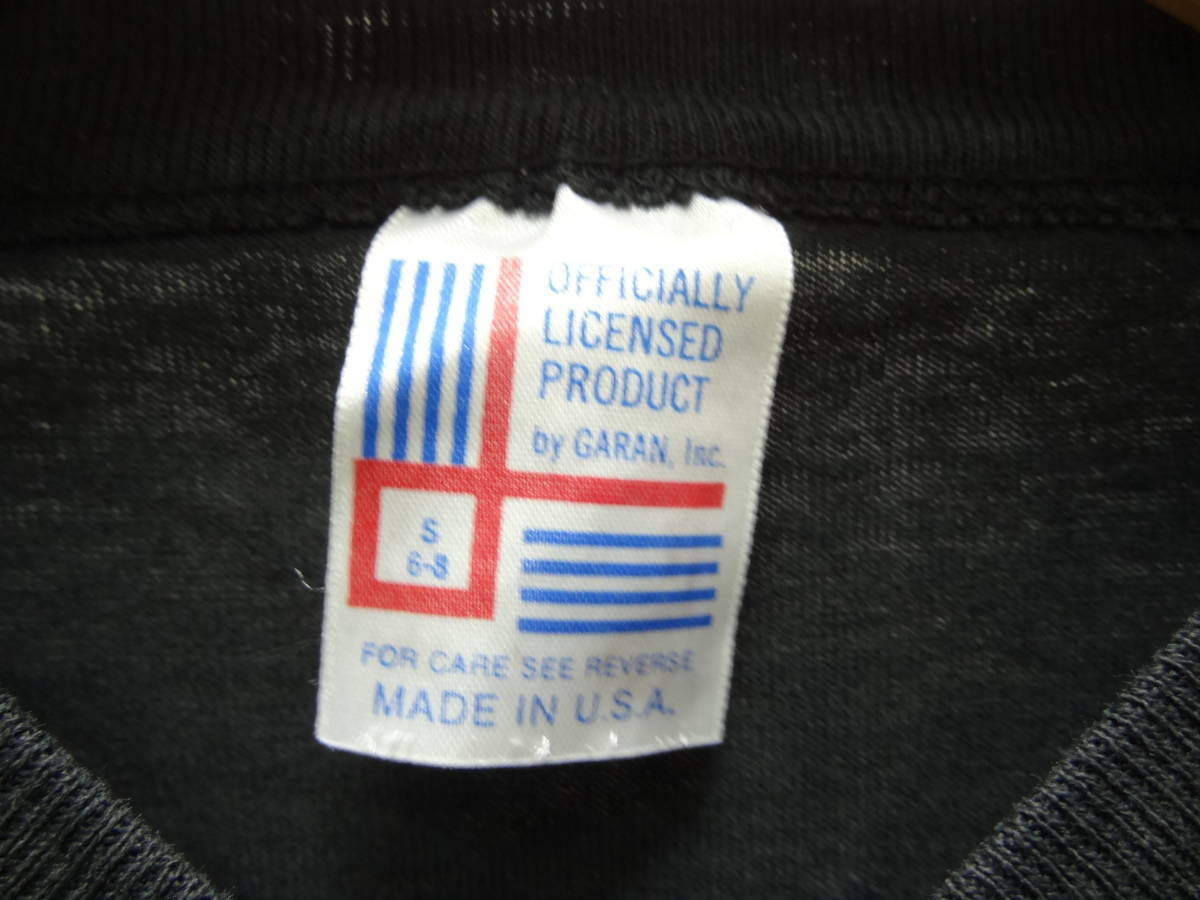 OFFICIALLY
LICENSED
PRODUCT
by GARAN, Inc.
S
6-8
FOR CARE SEE REVERSE
MADE IN U.S.A.